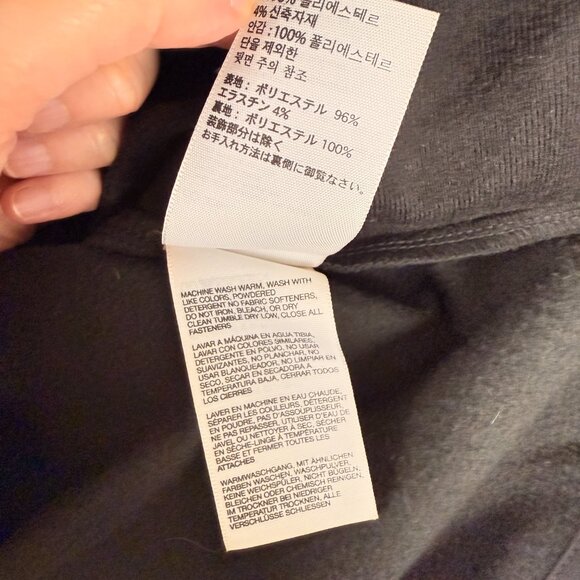 폴리에스테르
4% 신축자재
안감 ; 100% 폴리에스테르
단을 제외한
뒷면 주의 참조
表地 : ポリエステル 96%
エラスチン 4%
裏地 : ポリエステル 100%
装飾部分は除く
お手入れ方法は裏側に御覧なさい。
MACHINE WASH WARM, WASH WITH
LIKE COLORS, POWDERED
DETERGENT NO FABRIC SOFTENERS,
DO NOT IRON, BLEACH, OR DRY
CLEAN TUMBLE DRY LOW, CLOSE ALL
FASTENERS
LAVAR A MÁQUINA EN AGUA TIBIA,
LAVAR CON COLORES SIMILARES,
DETERGENTE EN POLVO, NO USAR
SUAVIZANTES, NO PLANCHAR, NO
USAR BLANQUEADOR, NO LIMPIAR EN
SECO, SECAR EN SECADORA A
TEMPERATURA BAJA, CERRAR TODOS
LOS CIERRES
LAVER EN MACHINE EN EAU CHAUDE,
SÉPARER LES COULEURS, DÉTERGENT
EN POUDRE, PAS D'ASSOUPLISSEUR,
NE PAS REPASSER, UTILISER D'EAU DE
JAVEL OU NETTOYER À SEC, SÉCHER
EN SÈCHE-LINGE À TEMPÉRATURE
BASSE ET FERMER TOUTES LES
ATTACHES
WARMWASCHGANG, MIT ÄHNLICHEN
FARBEN WASCHEN, WASCHPULVER,
KEINE WEICHSPÜLER, NICHT BÜGELN,
BLEICHEN ODER CHEMISCH REINIGEN,
IM TROCKNER BEI NIEDRIGER
TEMPERATUR TROCKNEN, ALLE
VERSCHLÜSSE SCHLIESSEN